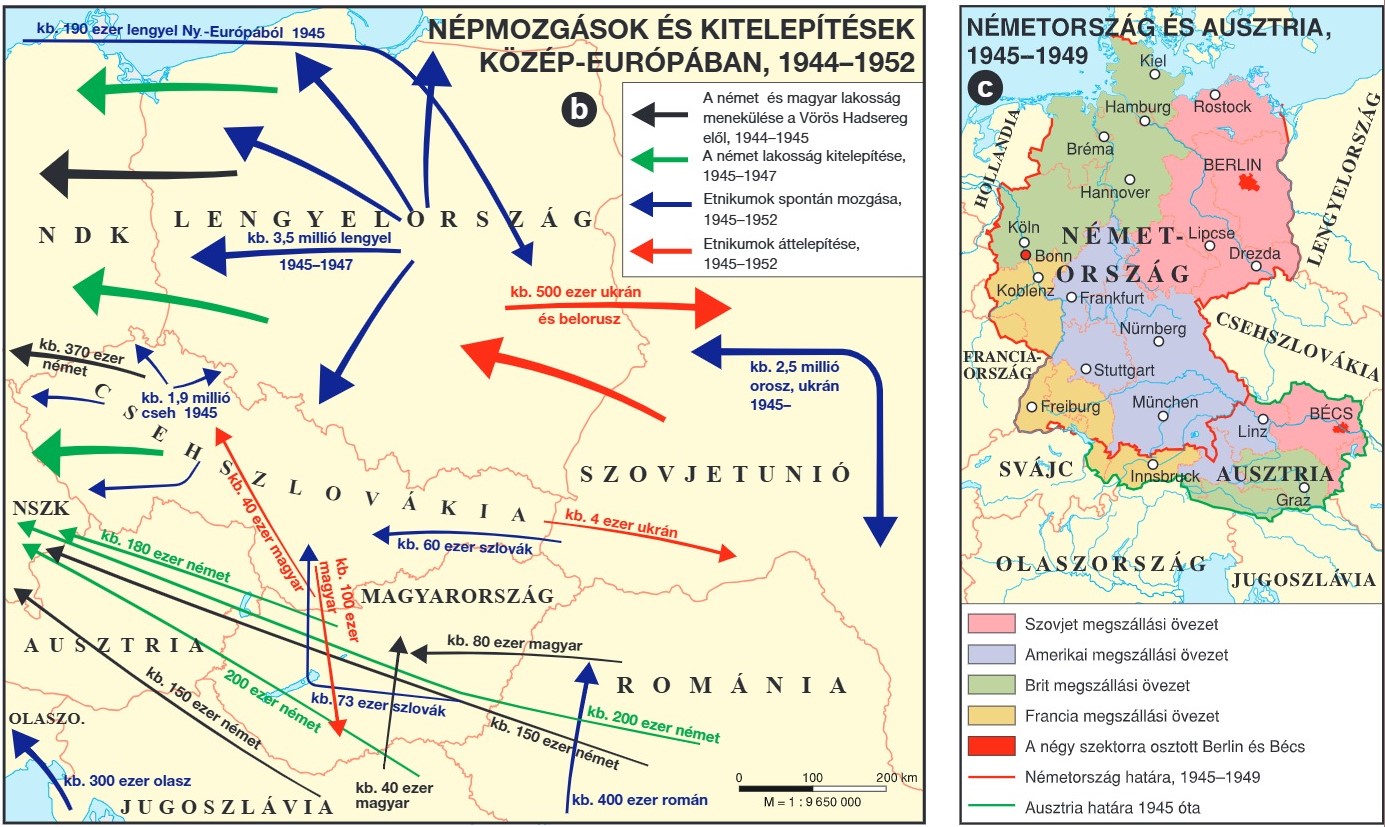 NÉPMOZGÁSOK ÉS KITELEPÍTÉSEK
KÖZÉP-EURÓPÁBAN, 1944–1952
b
A német és magyar lakosság
menekülése a Vörös Hadsereg
elől, 1944–1945
A német lakosság kitelepítése,
1945–1947
Etnikumok spontán mozgása,
1945–1952
Etnikumok áttelepítése,
1945–1952
kb. 190 ezer lengyel Ny.-Európából 1945
LENGYELORSZÁG
NDK
kb. 3,5 millió lengyel
1945–1947
kb. 500 ezer ukrán
és belorusz
kb. 2,5 millió
orosz, ukrán
1945–
kb. 370 ezer
német
kb. 1,9 millió
cseh 1945
CSEHSZLOVÁKIA
SZOVJETUNIÓ
NSZK
kb. 40 ezer magyar
kb. 4 ezer ukrán
kb. 60 ezer szlovák
kb. 180 ezer német
kb. 100 ezer
magyar
MAGYARORSZÁG
AUSZTRIA
kb. 80 ezer magyar
ROMÁNIA
kb. 150 ezer német
200 ezer német
kb. 73 ezer szlovák
kb. 200 ezer német
kb. 150 ezer német
OLASZO.
kb. 300 ezer olasz
JUGOSZLÁVIA
kb. 40 ezer
magyar
kb. 400 ezer román
0 100 200 km
M = 1 : 9 650 000
NÉMETORSZÁG ÉS AUSZTRIA,
1945–1949
c
Kiel
Hamburg
Rostock
HOLLANDIA
Bréma
BERLIN
LENGYELORSZÁG
Hannover
Köln
NÉMET-
ORSZÁG
Lipcse
Bonn
Drezda
Koblenz
Frankfurt
Nürnberg
CSEHSZLOVÁKIA
FRANCIA-
ORSZÁG
Stuttgart
Freiburg
München
Linz
BÉCS
SVÁJC
Innsbruck
AUSZTRIA
Graz
OLASZORSZÁG
JUGOSZLÁVIA
Szovjet megszállási övezet
Amerikai megszállási övezet
Brit megszállási övezet
Francia megszállási övezet
A négy szektorra osztott Berlin és Bécs
Németország határa, 1945–1949
Ausztria határa 1945 óta